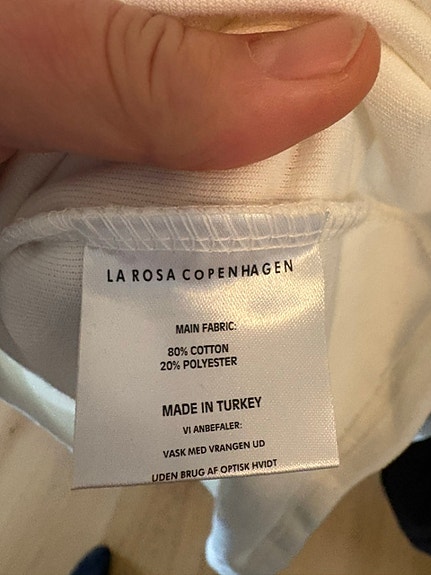 LA ROSA COPENHAGEN
MAIN FABRIC:
80% COTTON
20% POLYESTER
MADE IN TURKEY
VI ANBEFALER:
VASK MED VRANGEN UD
UDEN BRUG AF OPTISK HVIDT